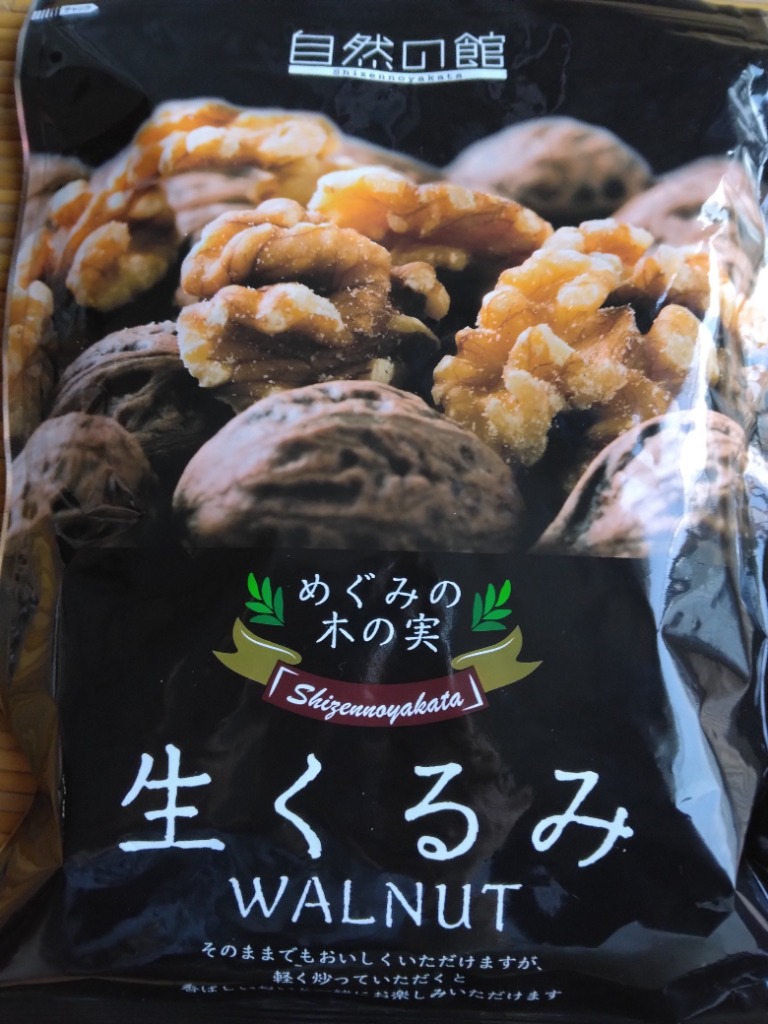 自然の館
Shizennoyakata
めぐみの
木の実
Shizennoyakata
生くるみ
WALNUT
そのままでもおいしくいただけますが、
軽く炒っていただくと
お楽しみいただけます